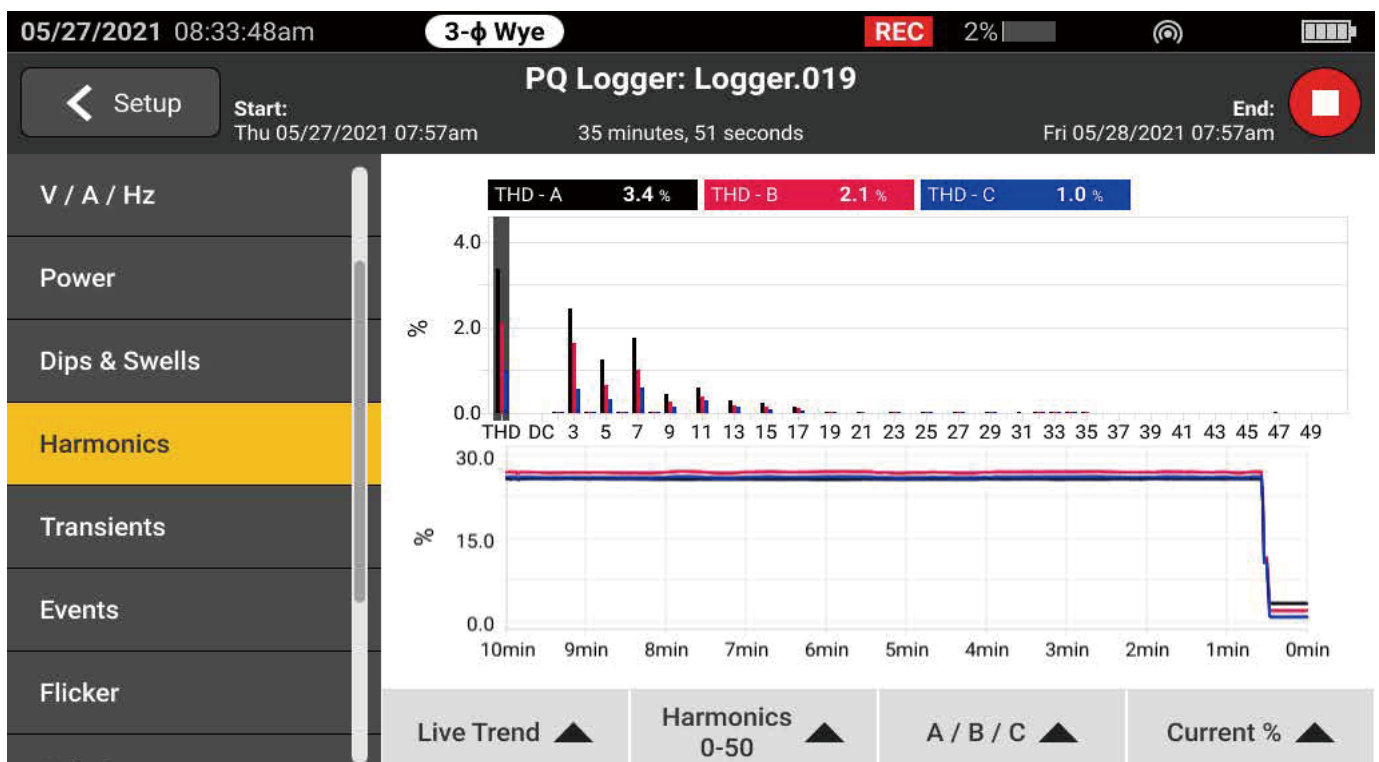 05/27/2021 08:33:48am 3-ϕ Wye REC 2%
PQ Logger: Logger.019
Setup
Start:
Thu 05/27/2021 07:57am
35 minutes, 51 seconds
End:
Fri 05/28/2021 07:57am
V / A / Hz
Power
Dips & Swells
Harmonics
Transients
Events
Flicker
THD - A 3.4 % THD - B 2.1 % THD - C 1.0 %
4.0
2.0
0.0
%
THD DC 3 5 7 9 11 13 15 17 19 21 23 25 27 29 31 33 35 37 39 41 43 45 47 49
30.0
15.0
0.0
%
10min 9min 8min 7min 6min 5min 4min 3min 2min 1min 0min
Live Trend
Harmonics
0-50
A / B / C
Current %